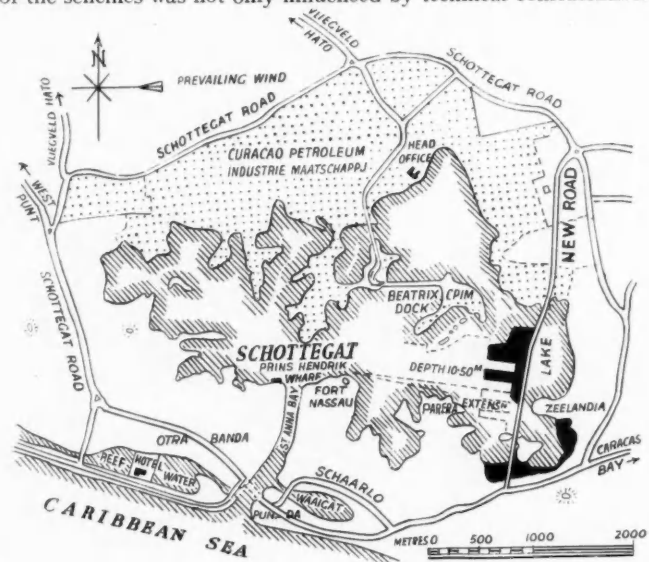 of the schemes was not only influenced by technical
VLIEGVELD
HATO
N
PREVAILING WIND
SCHOTTEGAT ROAD
SCHOTTEGAT ROAD
VLIEGVELD HATO
WEST
PUNT
CURACAO PETROLEUM
INDUSTRIE MAATSCHAPPJ
HEAD
OFFICE
NEW ROAD
SCHOTTEGAT ROAD
BEATRIX
DOCK
CPIM
SCHOTTEGAT
PRINS HENDRIK
WHARF
FORT
NASSAU
DEPTH 10·50M
LAKE
PARERA EXTENSN
ZEELANDIA
ST ANNA BAY
OTRA BANDA
REEF
HOTEL
WATER
SCHAARLO
WAAIGAT
PUNDA
CARACAS
BAY
CARIBBEAN SEA
METRES 0 500 1000 2000